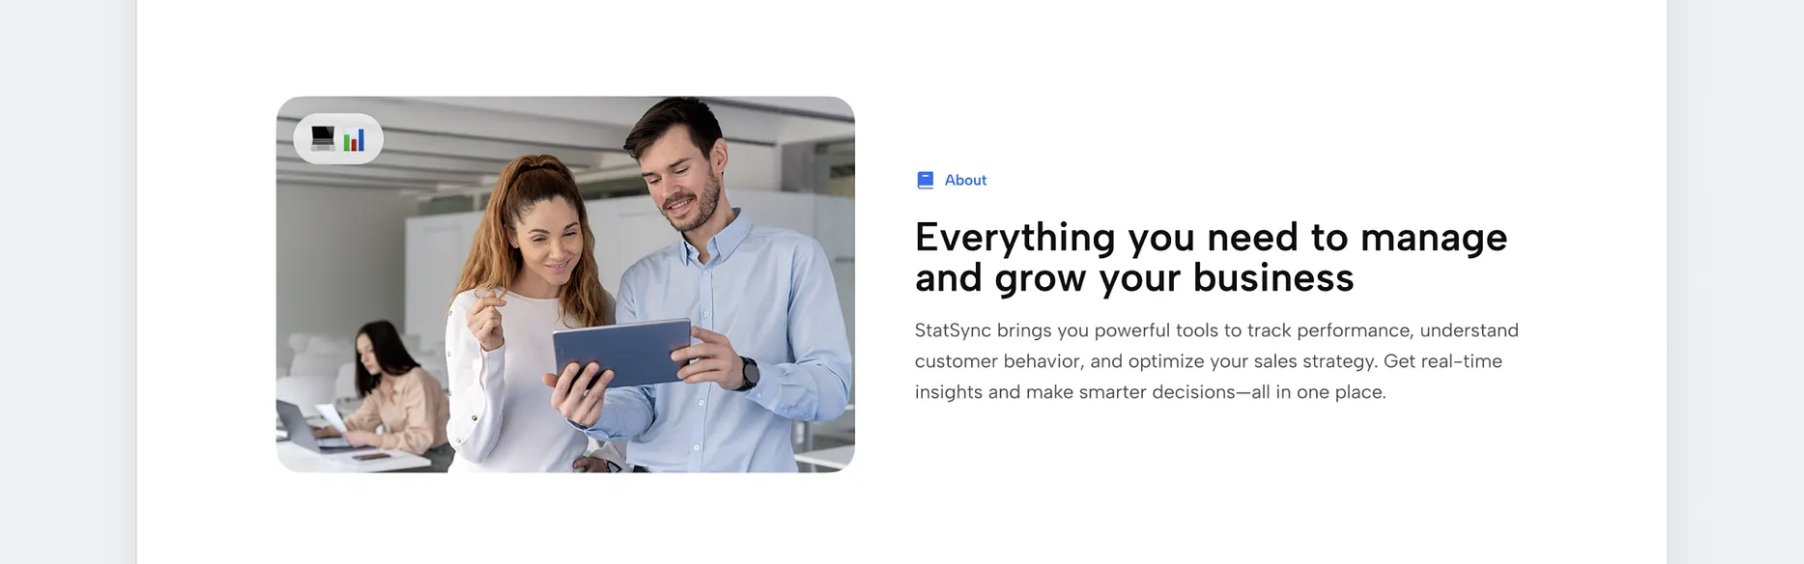 About
Everything you need to manage
and grow your business
StatSync brings you powerful tools to track performance, understand
customer behavior, and optimize your sales strategy. Get real-time
insights and make smarter decisions—all in one place.